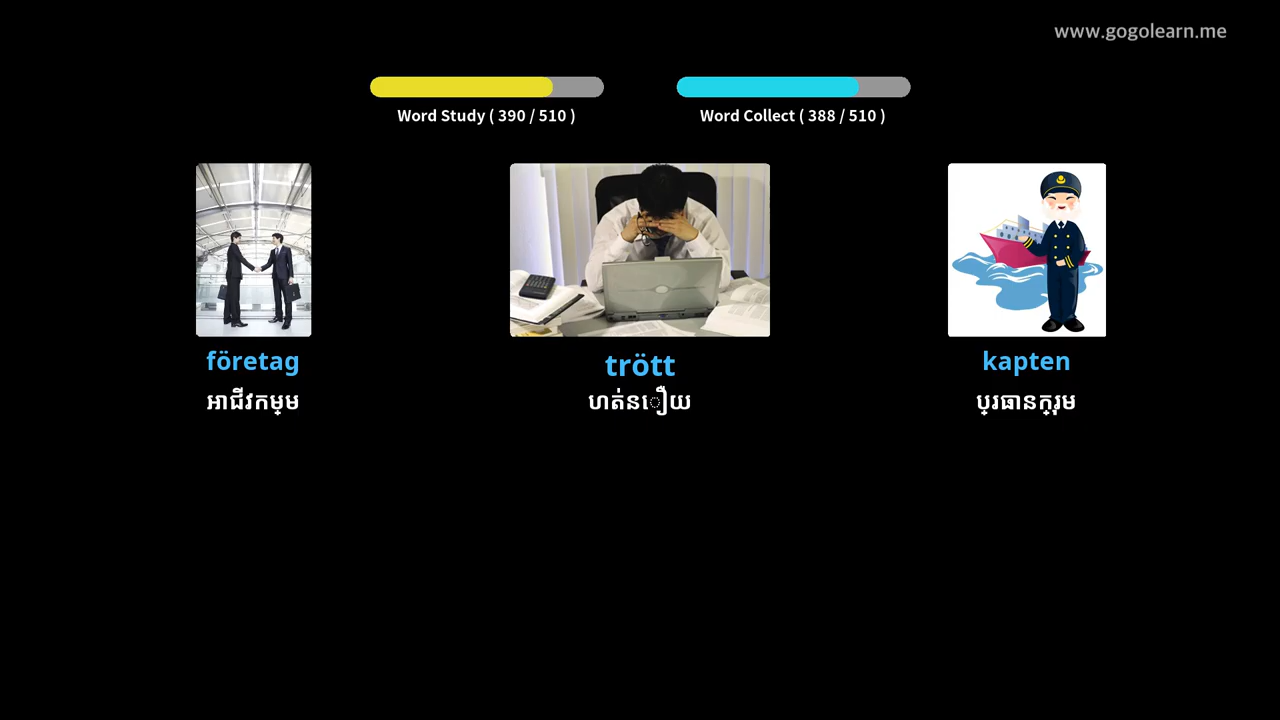 www.gogolearn.me
Word Study ( 390 / 510 )
Word Collect ( 388 / 510 )
företag
trött
kapten
អាជីវកម្ម
ហត់នឿយ
ប្រធានក្រុម